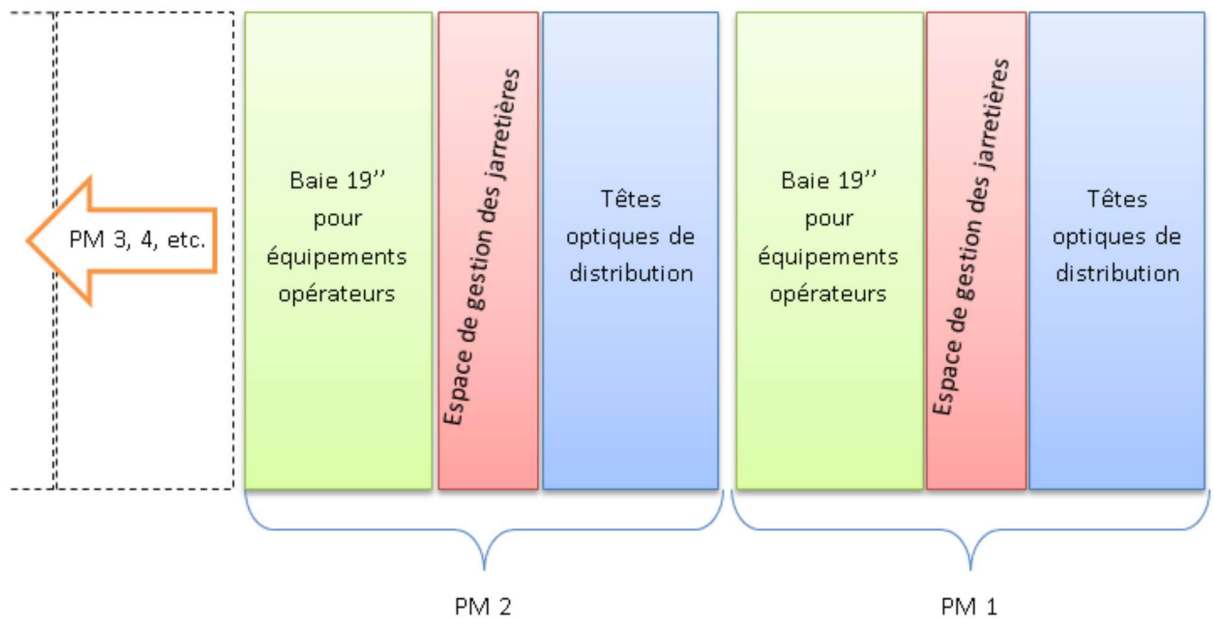 PM 3, 4, etc.
Baie 19’’
pour
équipements
opérateurs
Espace de gestion des jarretières
Têtes
optiques de
distribution
Baie 19’’
pour
équipements
opérateurs
Espace de gestion des jarretières
Têtes
optiques de
distribution
PM 2
PM 1